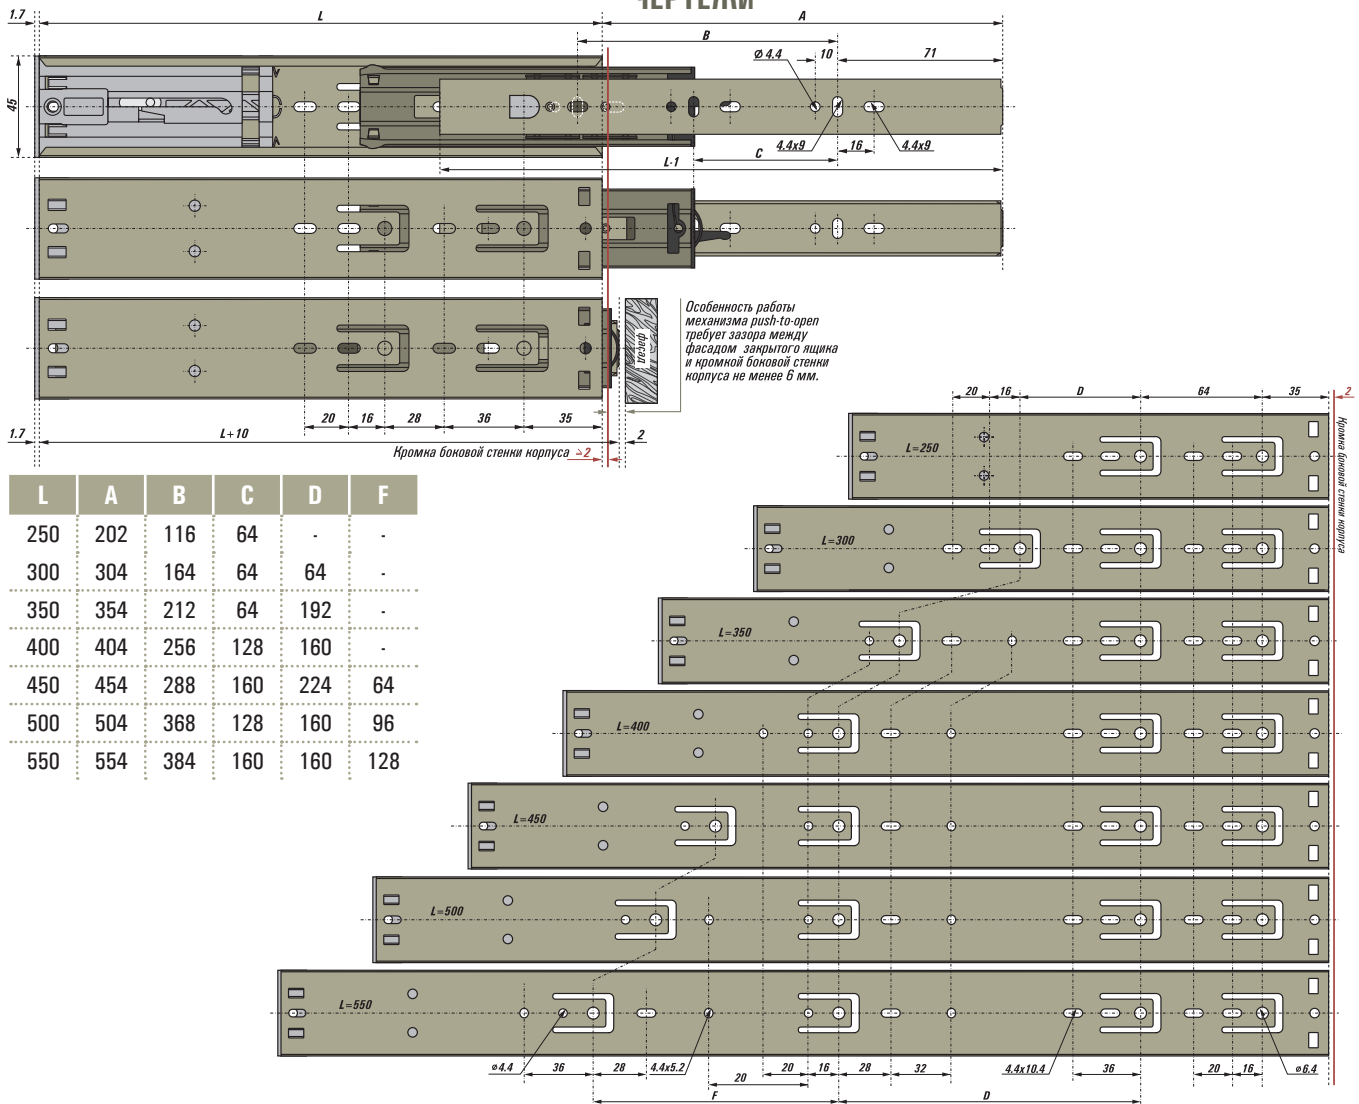 ЧЕРТЕЖИ
1.7 L A
B
Ø 4.4 10 71
45
4.4x9 16 4.4x9
C
L-1
Особенность работы
механизма push-to-open
требует зазора между
фасадом закрытого ящика
и кромкой боковой стенки
корпуса не менее 6 мм.
фасад
20 16 28 36 35
1.7 L+10 2
Кромка боковой стенки корпуса ≥2
20 16 D 64 35 2
Кромка боковой стенки корпуса
L=250
L=300
L=350
L=400
L=450
L=500
L=550
L A B C D F
250 202 116 64 - -
300 304 164 64 64 -
350 354 212 64 192 -
400 404 256 128 160 -
450 454 288 160 224 64
500 504 368 128 160 96
550 554 384 160 160 128
ø4.4 36 28 4.4x5.2 20 16 28 32 4.4x10.4 36 20 16 ø6.4
20
F D